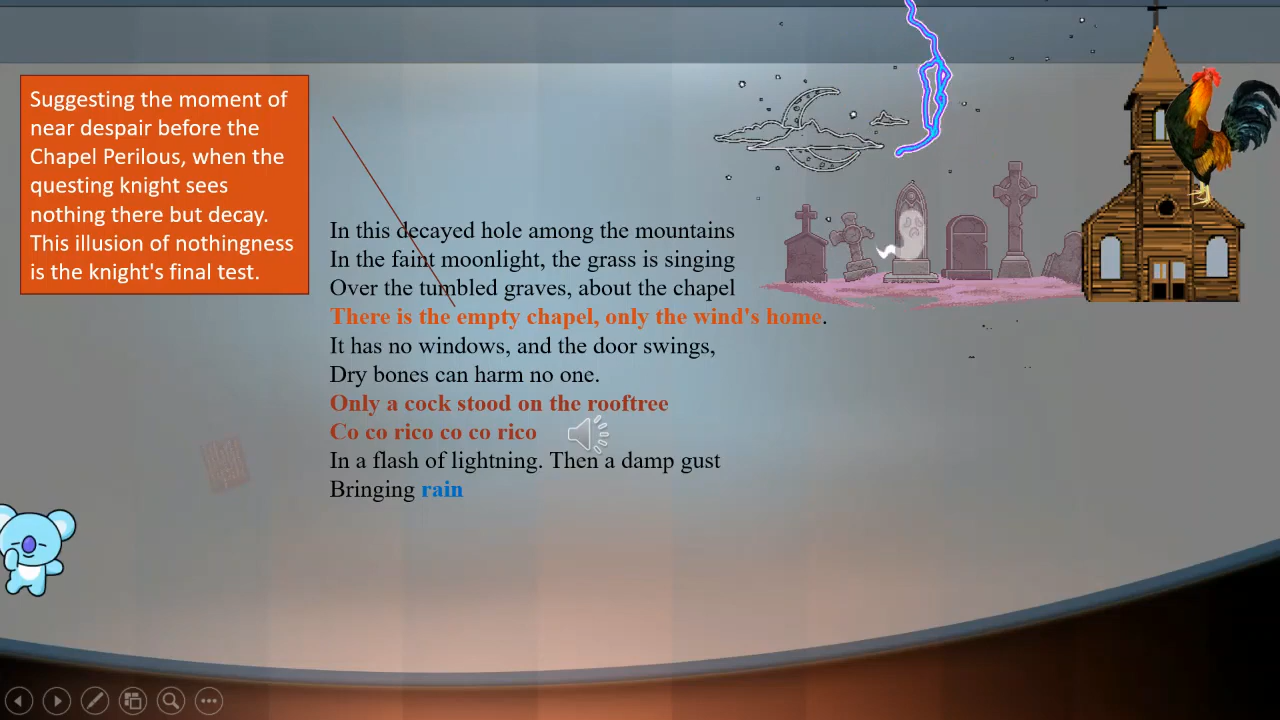 Suggesting the moment of
near despair before the
Chapel Perilous, when the
questing knight sees
nothing there but decay.
This illusion of nothingness
is the knight's final test.
In this decayed hole among the mountains
In the faint moonlight, the grass is singing
Over the tumbled graves, about the chapel
There is the empty chapel, only the wind's home.
It has no windows, and the door swings,
Dry bones can harm no one.
Only a cock stood on the rooftree
Co co rico co co rico
In a flash of lightning. Then a damp gust
Bringing rain